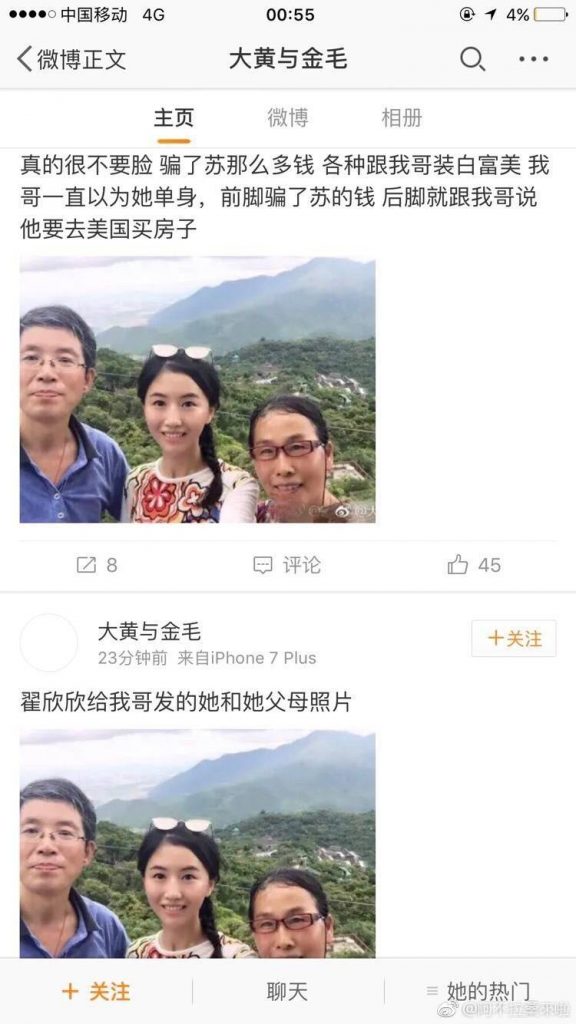 中国移动 4G 00:55 4%
微博正文 大黄与金毛
主页 微博 相册
真的很不要脸 骗了苏那么多钱 各种跟我哥装白富美 我
哥一直以为她单身，前脚骗了苏的钱 后脚就跟我哥说
他要去美国买房子
8 评论 45
大黄与金毛
+关注
23分钟前 来自iPhone 7 Plus
翟欣欣给我哥发的她和她父母照片
+ 关注 聊天 她的热门